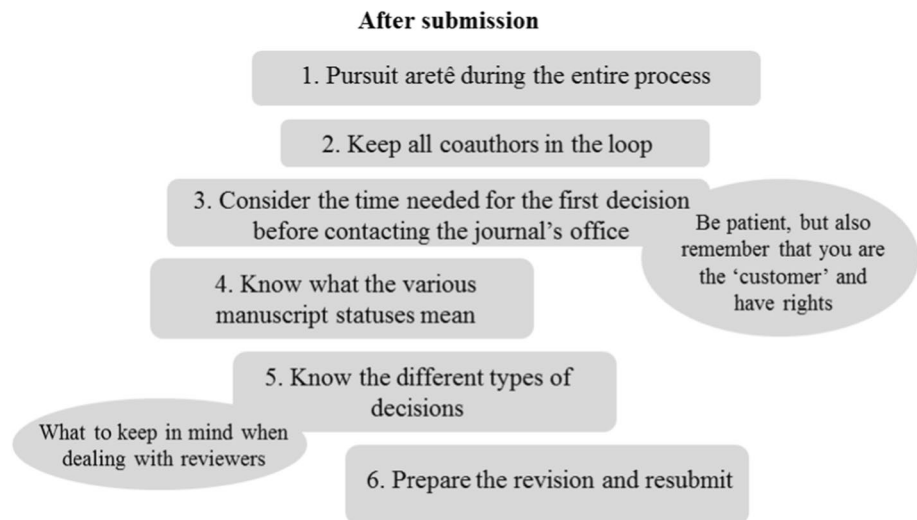 After submission
1. Pursuit aretê during the entire process
2. Keep all coauthors in the loop
3. Consider the time needed for the first decision
before contacting the journal's office
Be patient, but also
remember that you are
the ‘customer’ and
have rights
4. Know what the various
manuscript statuses mean
5. Know the different types of
decisions
What to keep in mind when
dealing with reviewers
6. Prepare the revision and resubmit